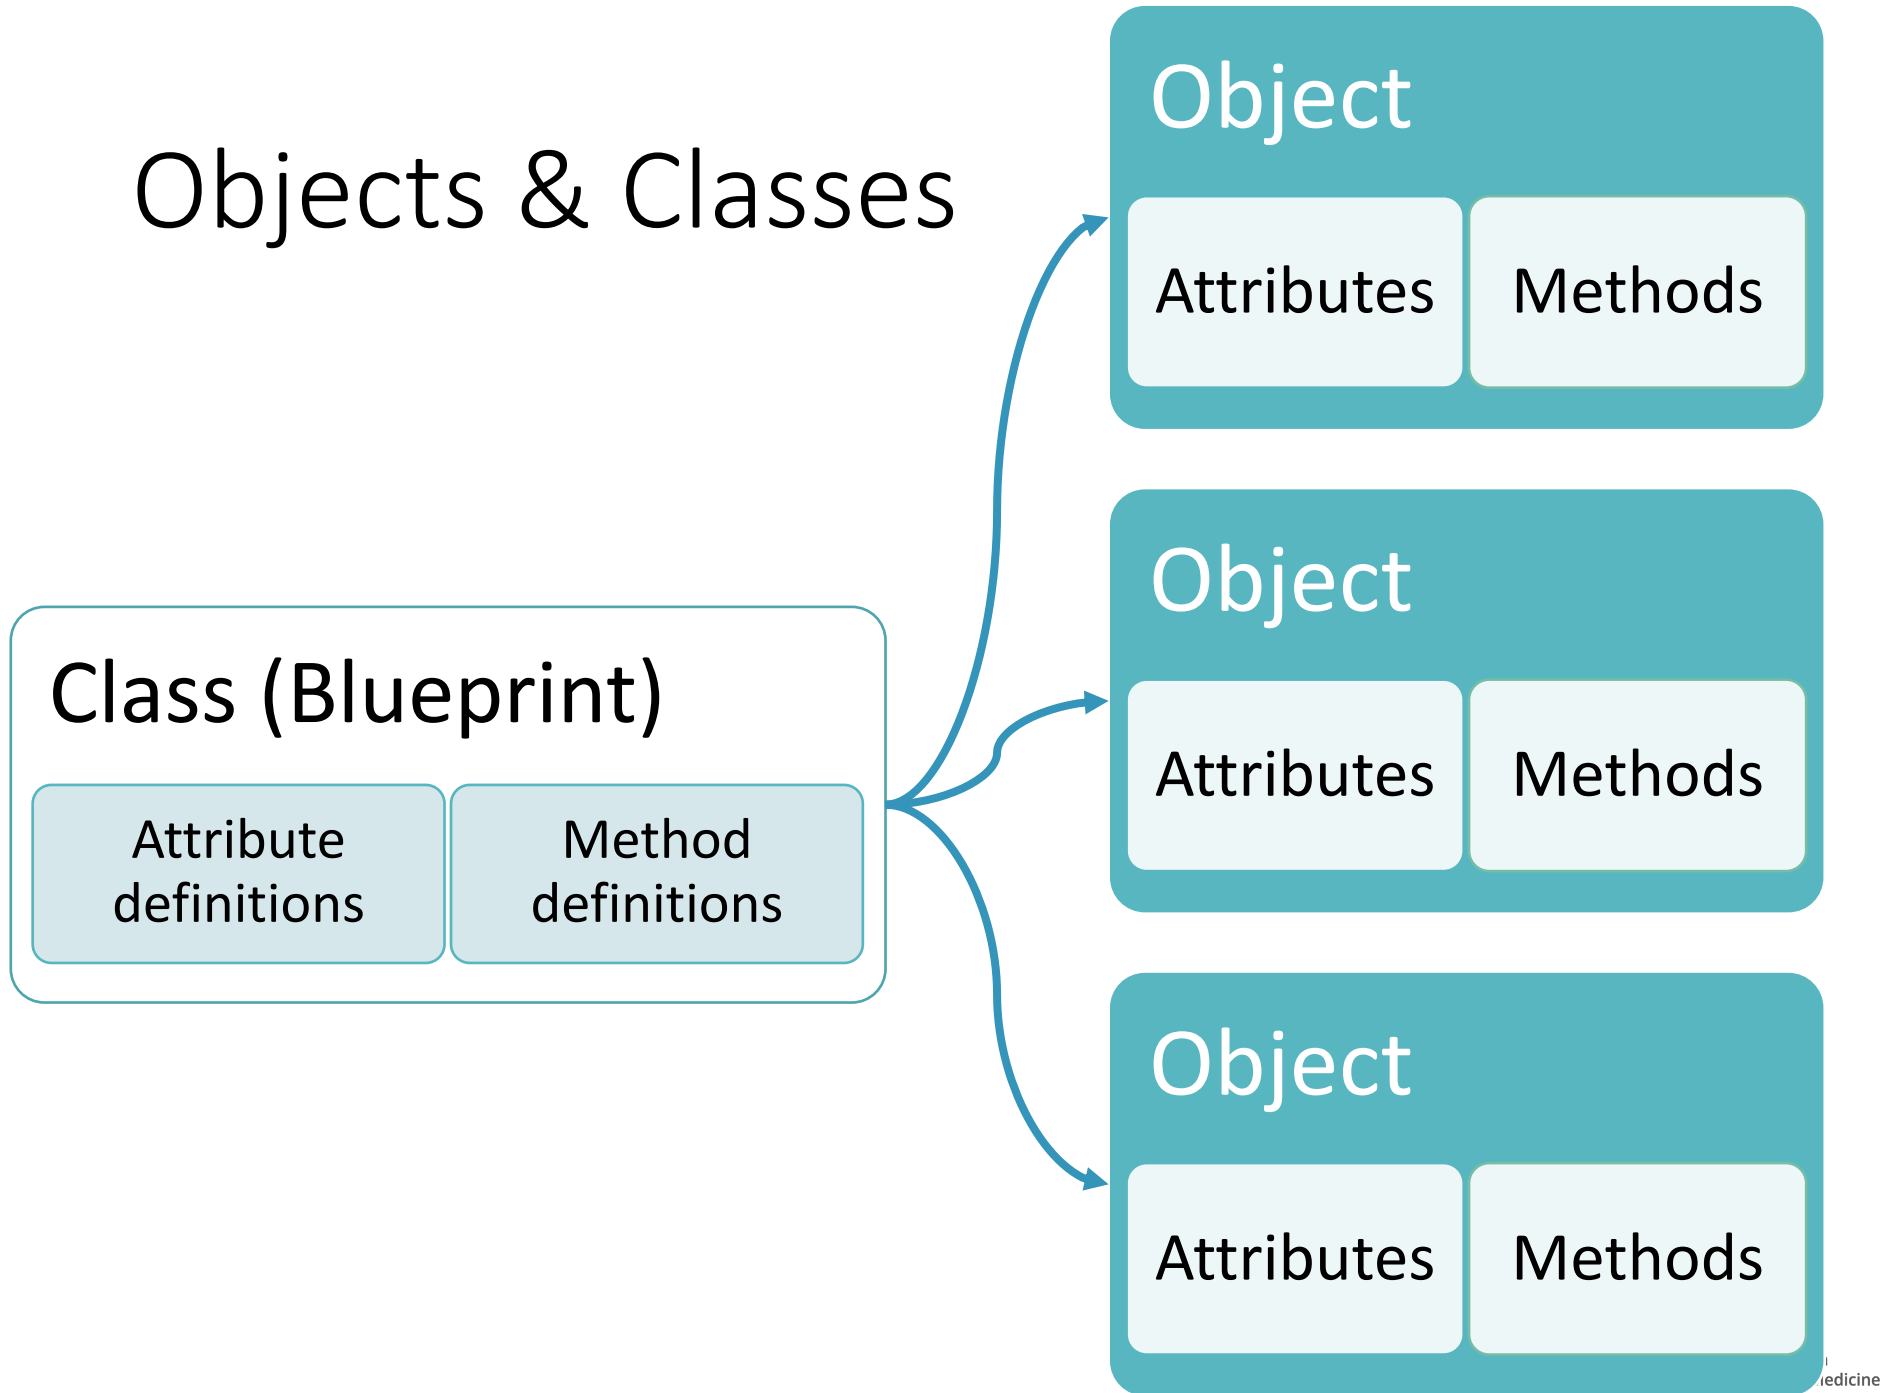 Objects & Classes
Class (Blueprint)
Attribute
definitions
Method
definitions
Object
Attributes
Methods
Object
Attributes
Methods
Object
Attributes
Methods